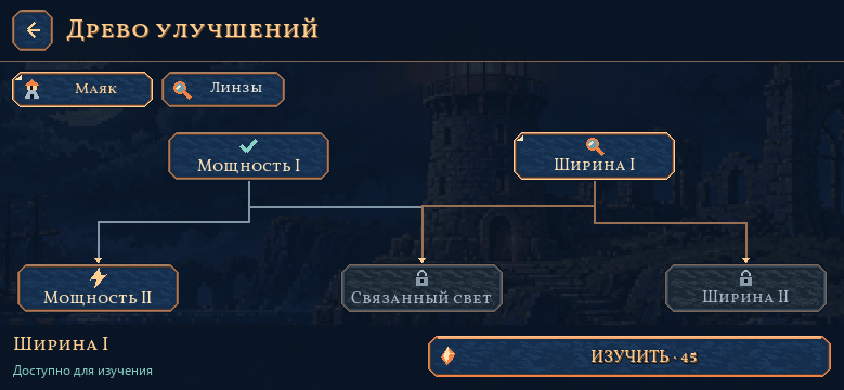 Древо улучшений
Маяк
Линзы
Мощность I
Ширина I
Мощность II
Связанный свет
Ширина II
Ширина I
Доступно для изучения
ИЗУЧИТЬ · 45